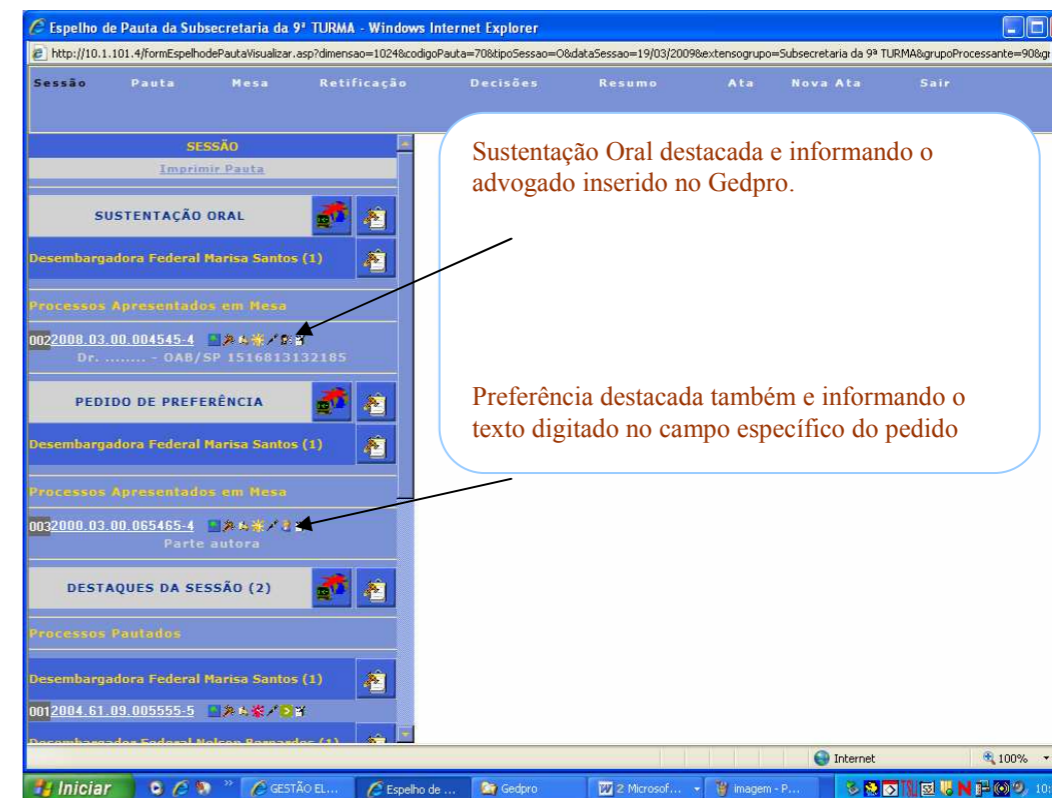 Espelho de Pauta da Subsecretaria da 9ª TURMA - Windows Internet Explorer
http://10.1.101.4/formEspelhodePautaVisualizar.asp?dimensao=1024&codigoPauta=70&tipoSessao=O&dataSessao=19/03/2009&extensogrupo=Subsecretaria da 9ª TURMA&grupoProcessante=90&gr
Sessão Pauta Mesa Retificação Decisões Resumo Ata Nova Ata Sair
SESSÃO
Imprimir Pauta
SUSTENTAÇÃO ORAL
Desembargadora Federal Marisa Santos (1)
Processos Apresentados em Mesa
002 2008.03.00.004545-4
Dr. ........ - OAB/SP 1516813132185
PEDIDO DE PREFERÊNCIA
Desembargadora Federal Marisa Santos (1)
Processos Apresentados em Mesa
003 2000.03.00.065465-4
Parte autora
DESTAQUES DA SESSÃO (2)
Processos Pautados
Desembargadora Federal Marisa Santos (1)
001 2004.61.09.005555-5
Desembargador Federal Nelson Bernardes (1)
Sustentação Oral destacada e informando o
advogado inserido no Gedpro.
Preferência destacada também e informando o
texto digitado no campo específico do pedido
Internet 100%
Iniciar GESTÃO EL... Espelho de ... Gedpro 2 Microsof... imagem - P... 10: